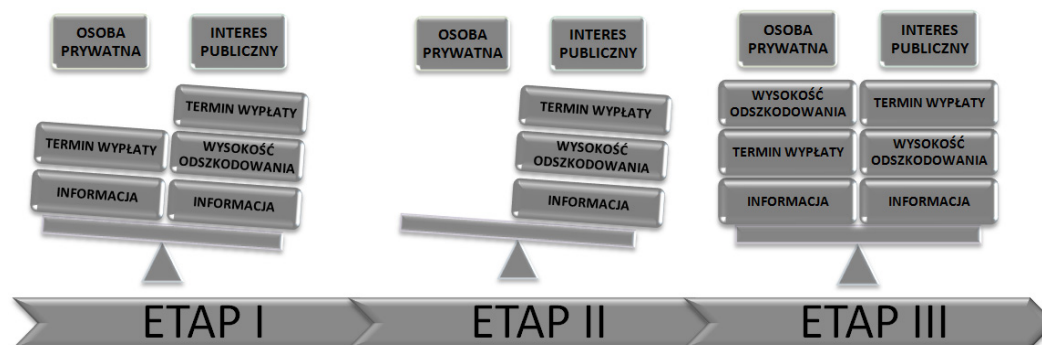 OSOBA
PRYWATNA
INTERES
PUBLICZNY
TERMIN WYPŁATY
TERMIN WYPŁATY
WYSOKOŚĆ
ODSZKODOWANIA
INFORMACJA
INFORMACJA
ETAP I
OSOBA
PRYWATNA
INTERES
PUBLICZNY
TERMIN WYPŁATY
WYSOKOŚĆ
ODSZKODOWANIA
INFORMACJA
ETAP II
OSOBA
PRYWATNA
INTERES
PUBLICZNY
WYSOKOŚĆ
ODSZKODOWANIA
TERMIN WYPŁATY
TERMIN WYPŁATY
WYSOKOŚĆ
ODSZKODOWANIA
INFORMACJA
INFORMACJA
ETAP III